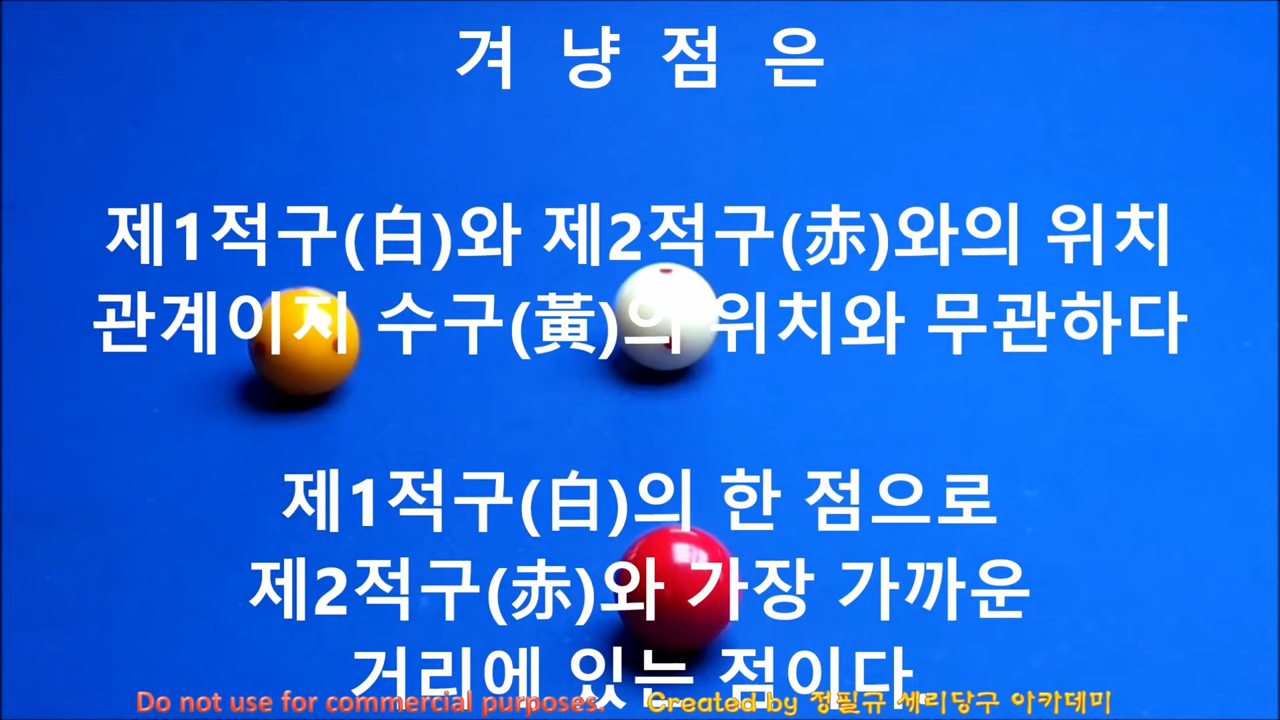 겨 냥 점 은
제1적구(白)와 제2적구(赤)와의 위치
관계이지 수구(黃)의 위치와 무관하다
제1적구(白)의 한 점으로
제2적구(赤)와 가장 가까운
거리에 잇는 점이다.
Do not use for commercial purposes. Created by 정필규 세리당구 아카데미